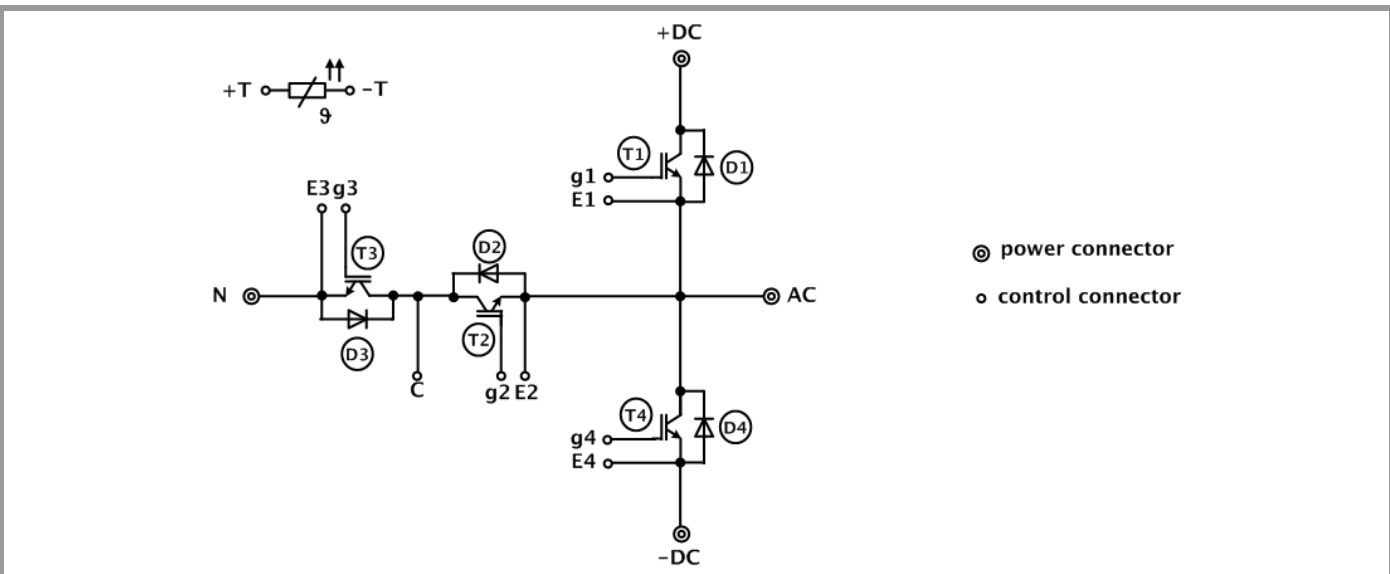 +DC
+T
-T
ϑ
T1
D1
g1
E1
E3 g3
T3
D2
power connector
N
AC
control connector
D3
T2
C
g2 E2
T4
D4
g4
E4
-DC